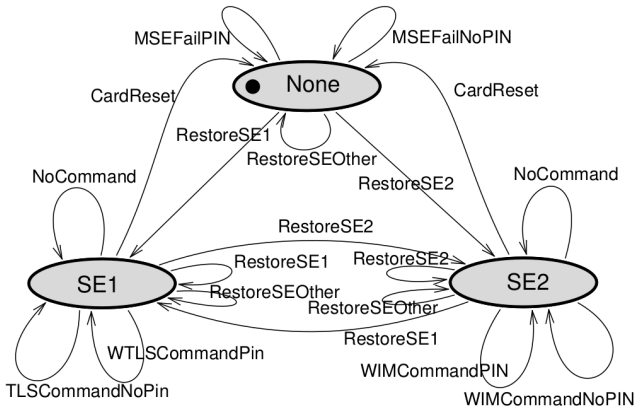 MSEFailPIN
MSEFailNoPIN
None
CardReset
CardReset
RestoreSE1
RestoreSEOther
RestoreSE2
NoCommand
NoCommand
RestoreSE2
RestoreSE1
RestoreSE2
SE1
SE2
RestoreSEOther
RestoreSEOther
RestoreSE1
WTLSCommandPin
WIMCommandPIN
TLSCommandNoPin
WIMCommandNoPIN